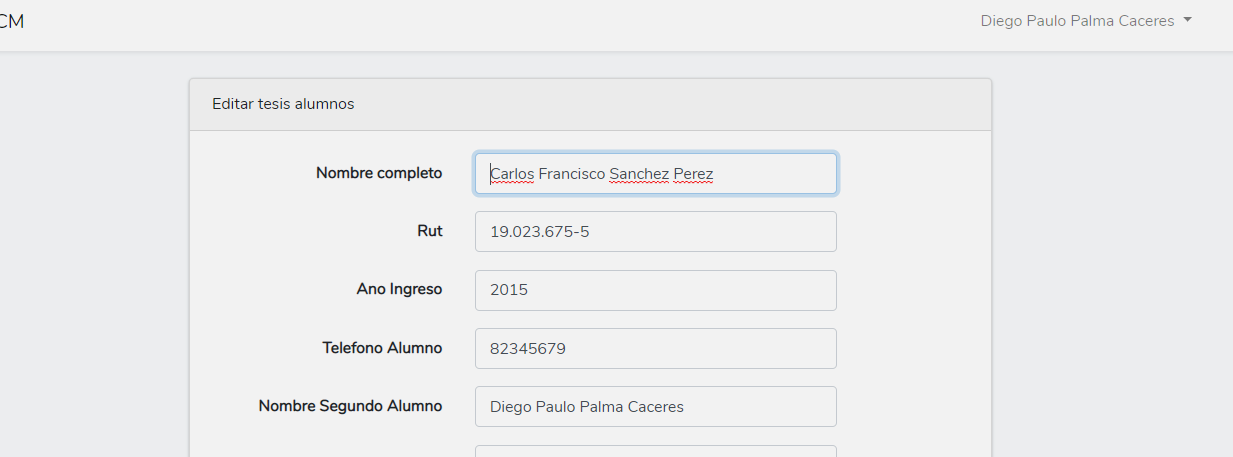 CM
Diego Paulo Palma Caceres
Editar tesis alumnos
Nombre completo
Carlos Francisco Sanchez Perez
Rut
19.023.675-5
Ano Ingreso
2015
Telefono Alumno
82345679
Nombre Segundo Alumno
Diego Paulo Palma Caceres